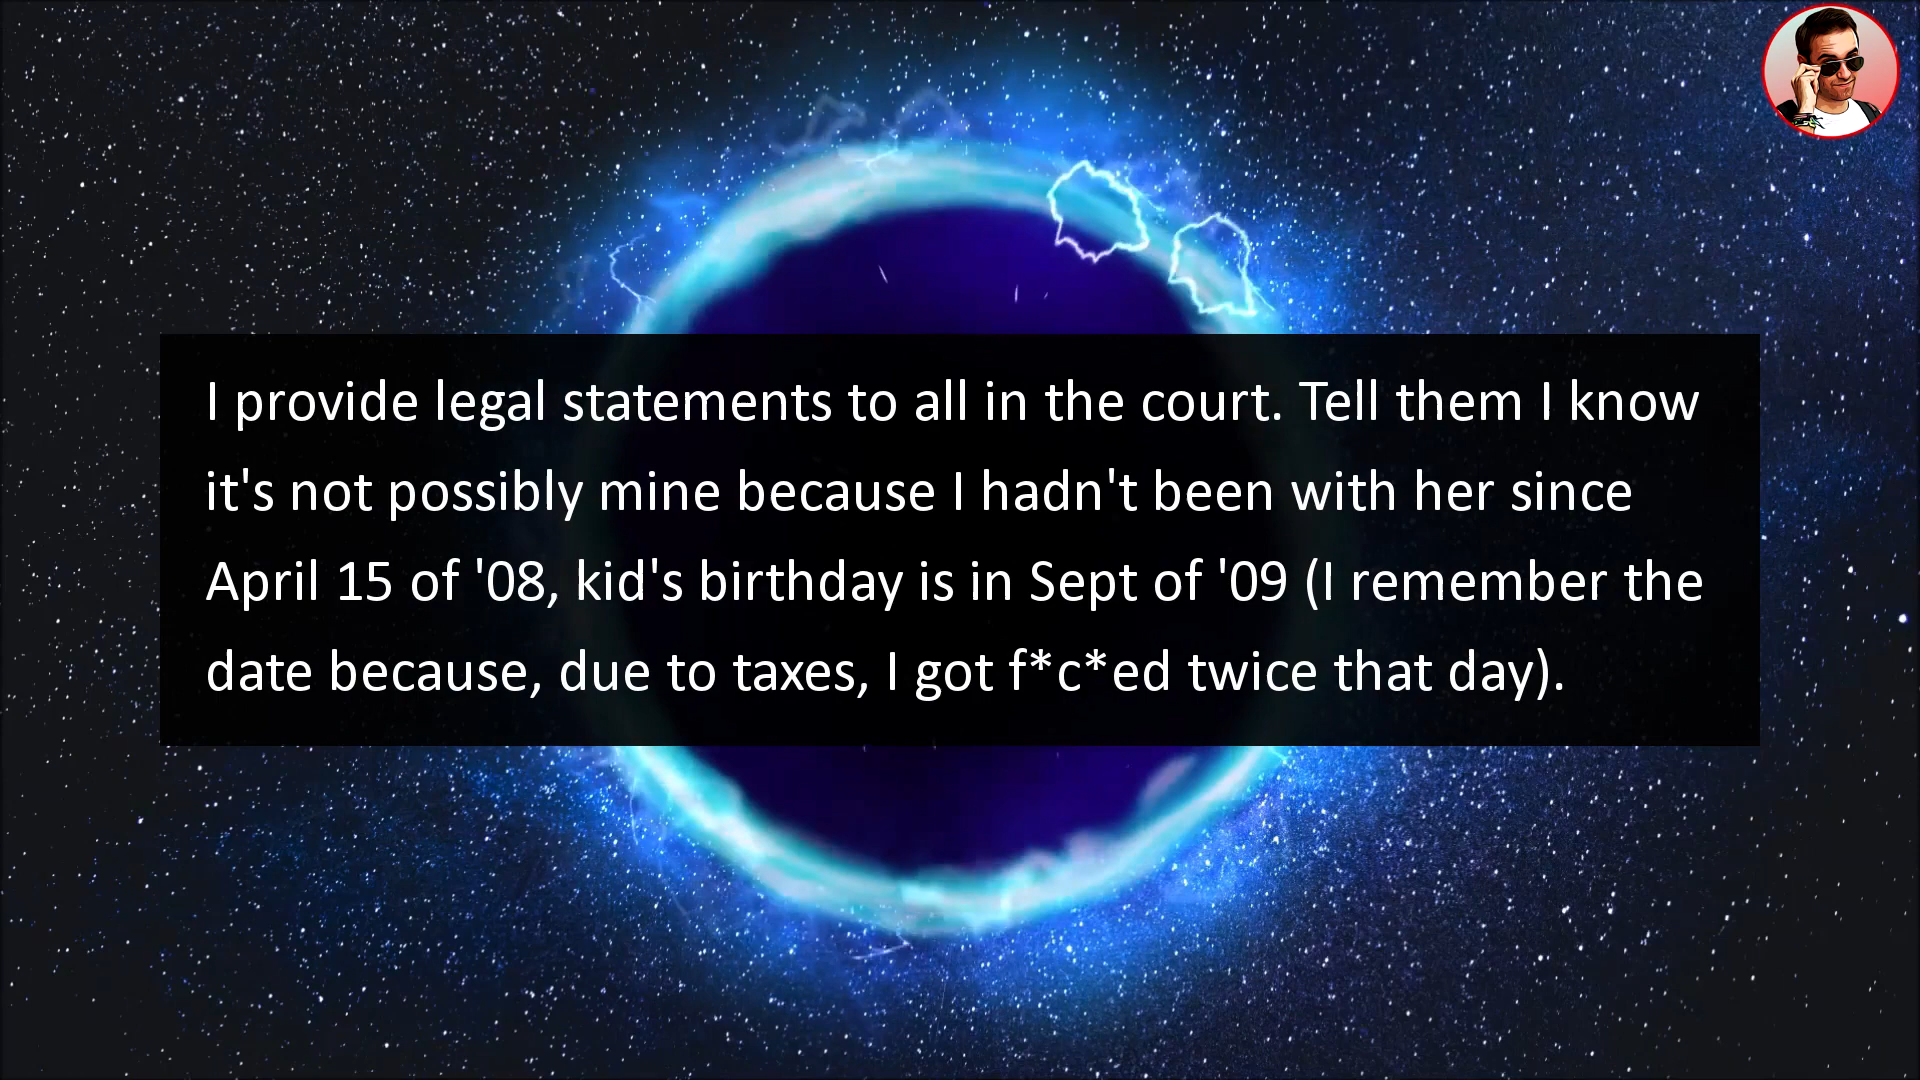 I provide legal statements to all in the court. Tell them I know
it's not possibly mine because I hadn't been with her since
April 15 of '08, kid's birthday is in Sept of '09 (I remember the
date because, due to taxes, I got f*c*ed twice that day).